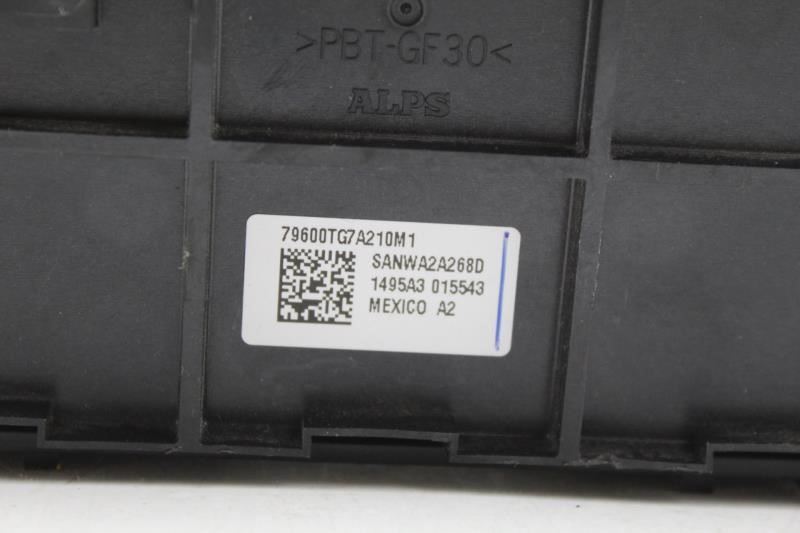 >PBT-GF30<
ALPS
79600TG7A210M1
SANWA2A268D
1495A3 015543
MEXICO A2